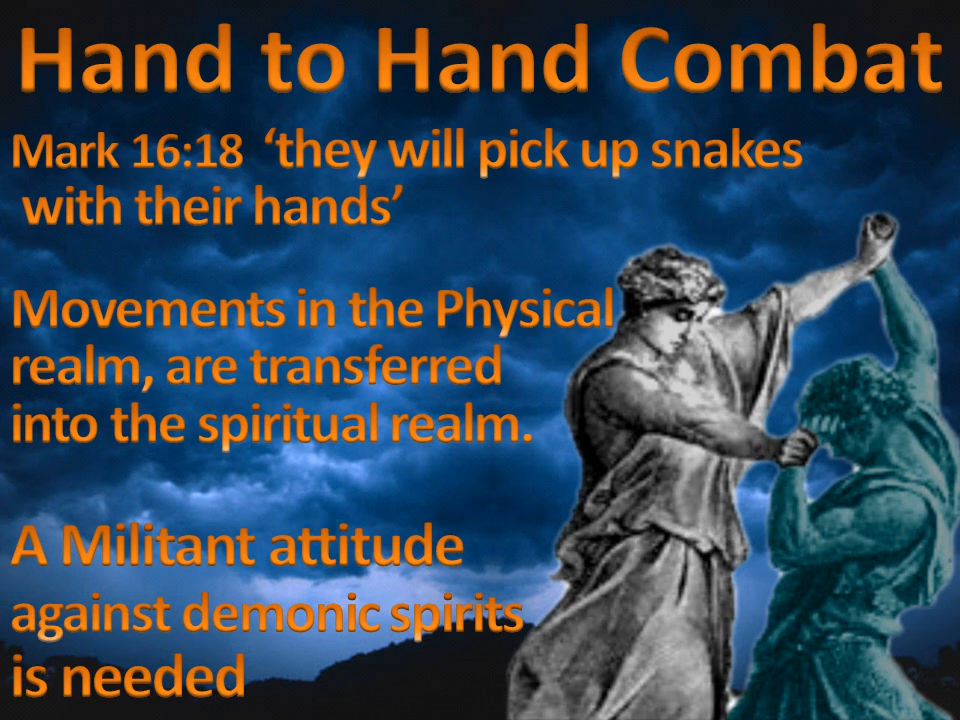 Hand to Hand Combat
Mark 16:18 ‘they will pick up snakes
with their hands’
Movements in the Physical
realm, are transferred
into the spiritual realm.
A Militant attitude
against demonic spirits
is needed